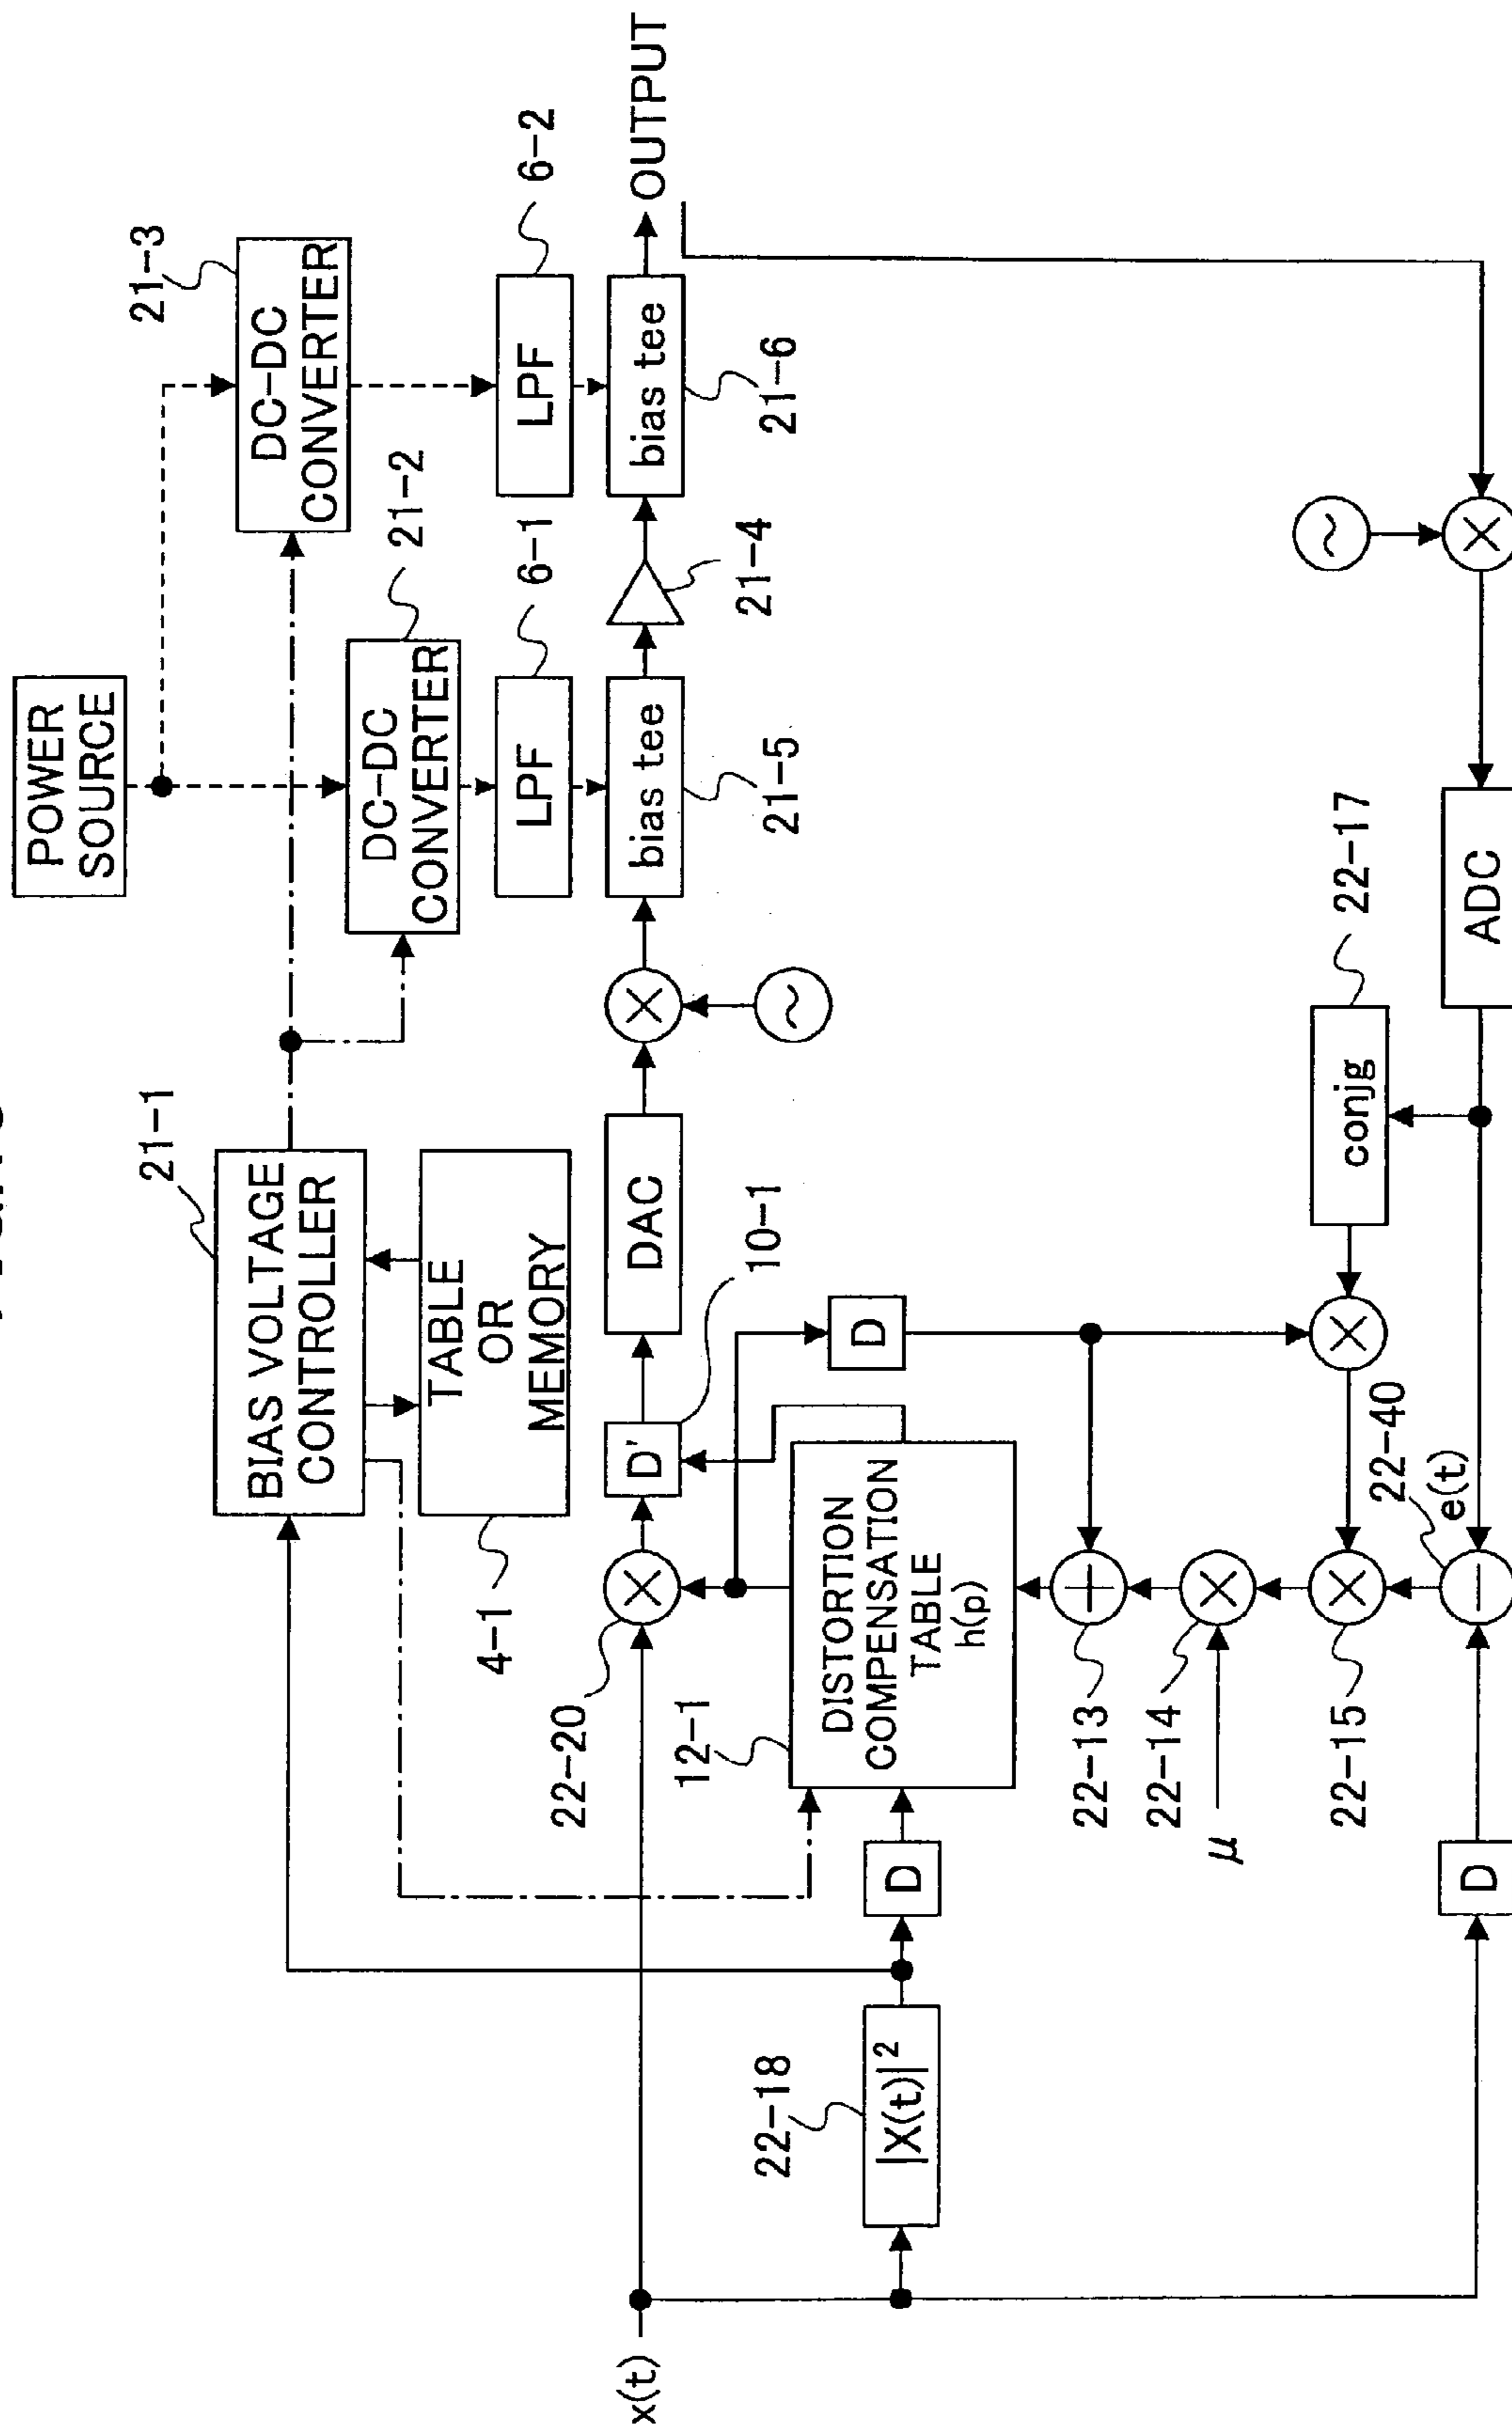 POWER
SOURCE
21-3
DC-DC
CONVERTER
21-2
DC-DC
CONVERTER
21-1
BIAS VOLTAGE
CONTROLLER
6-2
LPF
6-1
LPF
4-1
TABLE
OR
MEMORY
x(t)
22-20
D'
10-1
DAC
~
bias tee
21-5
21-4
bias tee
21-6
OUTPUT
22-18
|X(t)|²
D
12-1
DISTORTION
COMPENSATION
TABLE
h(p)
D
22-13
22-14
μ
22-15
22-40
e(t)
conjg
22-17
D
ADC
~